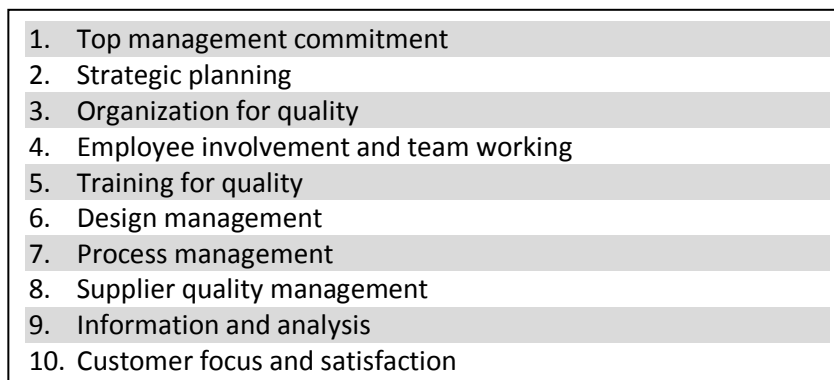 1. Top management commitment
2. Strategic planning
3. Organization for quality
4. Employee involvement and team working
5. Training for quality
6. Design management
7. Process management
8. Supplier quality management
9. Information and analysis
10. Customer focus and satisfaction